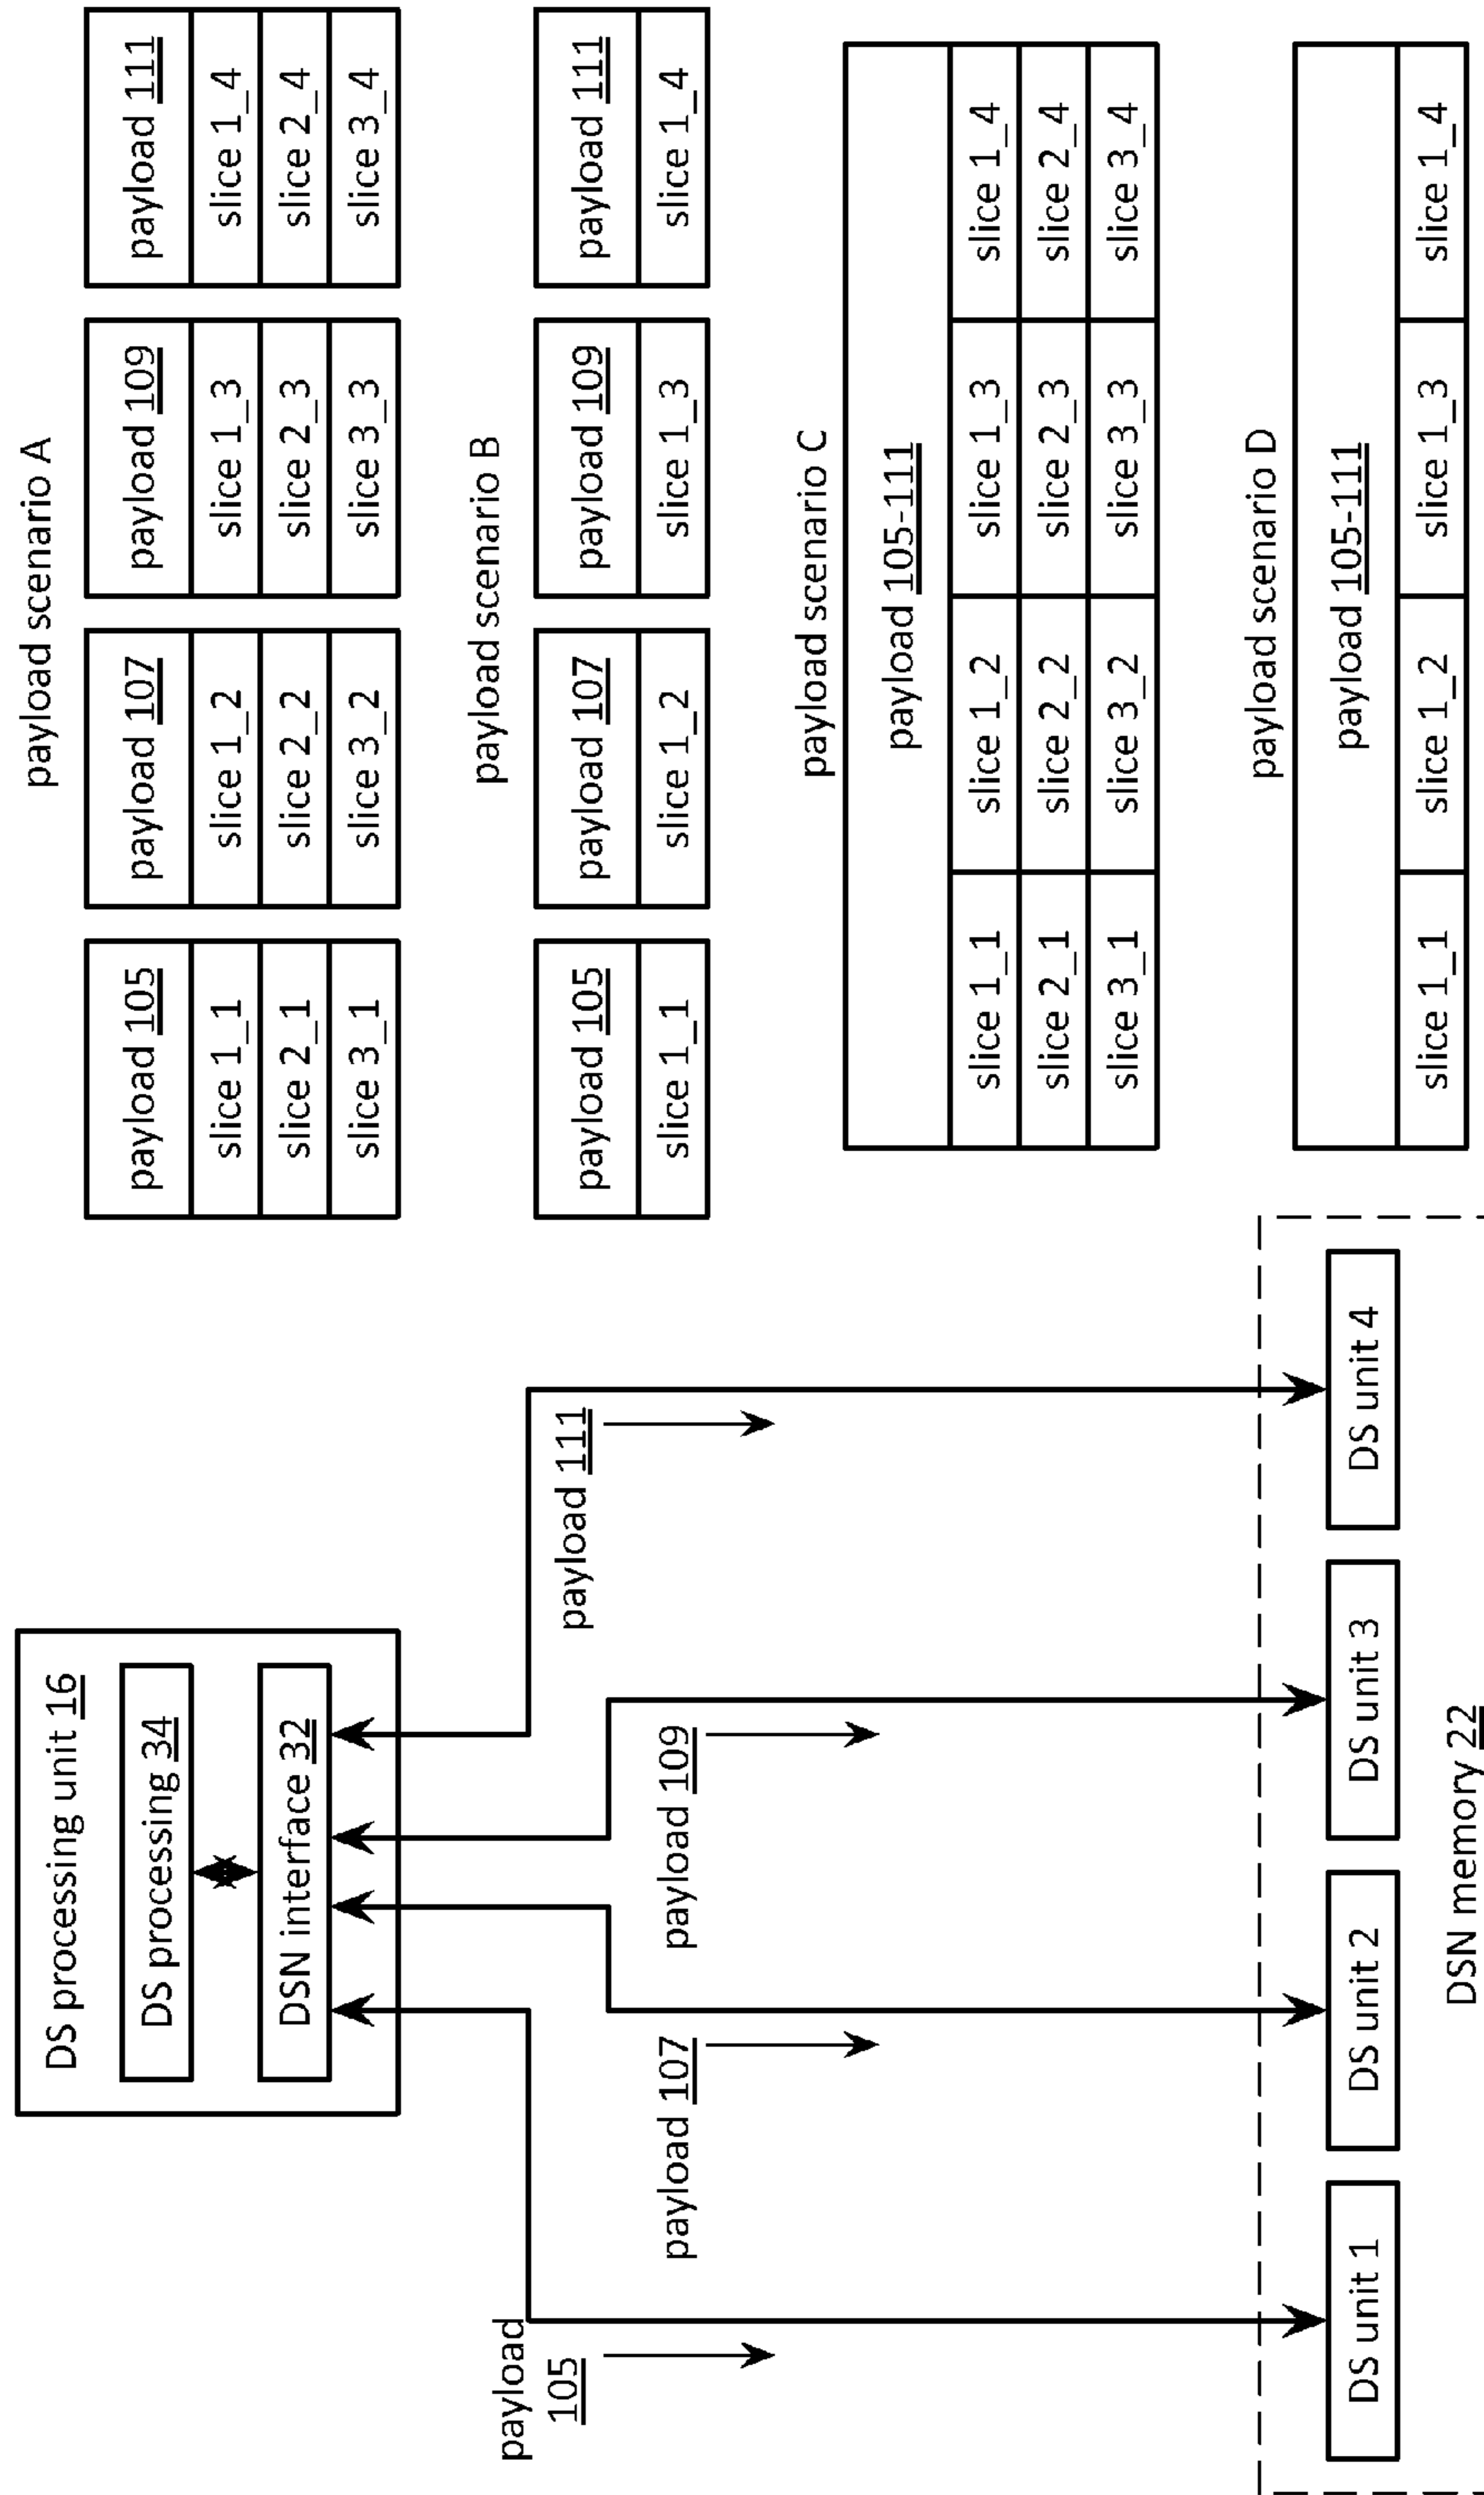 DS processing unit 16
DS processing 34
DSN interface 32
payload
105
payload 107
payload 109
payload 111
DS unit 1
DS unit 2
DS unit 3
DS unit 4
DSN memory 22
payload scenario A
payload 105
slice 1_1
slice 2_1
slice 3_1
payload 107
slice 1_2
slice 2_2
slice 3_2
payload 109
slice 1_3
slice 2_3
slice 3_3
payload 111
slice 1_4
slice 2_4
slice 3_4
payload scenario B
payload 105
slice 1_1
payload 107
slice 1_2
payload 109
slice 1_3
payload 111
slice 1_4
payload scenario C
payload 105-111
slice 1_1 slice 1_2 slice 1_3 slice 1_4
slice 2_1 slice 2_2 slice 2_3 slice 2_4
slice 3_1 slice 3_2 slice 3_3 slice 3_4
payload scenario D
payload 105-111
slice 1_1 slice 1_2 slice 1_3 slice 1_4